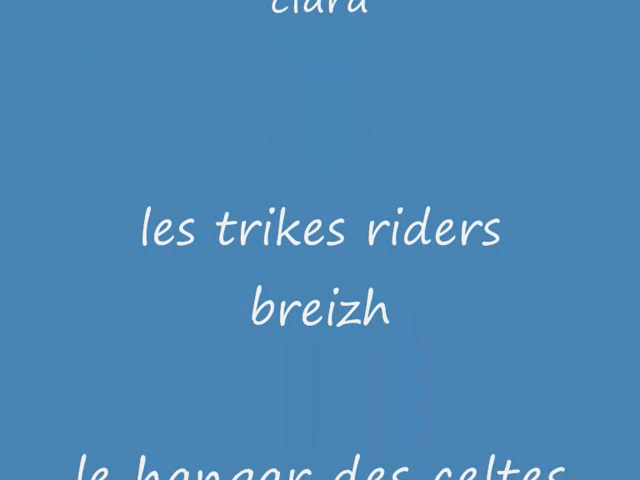 clara
les trikes riders
breizh
le hangar des celtes